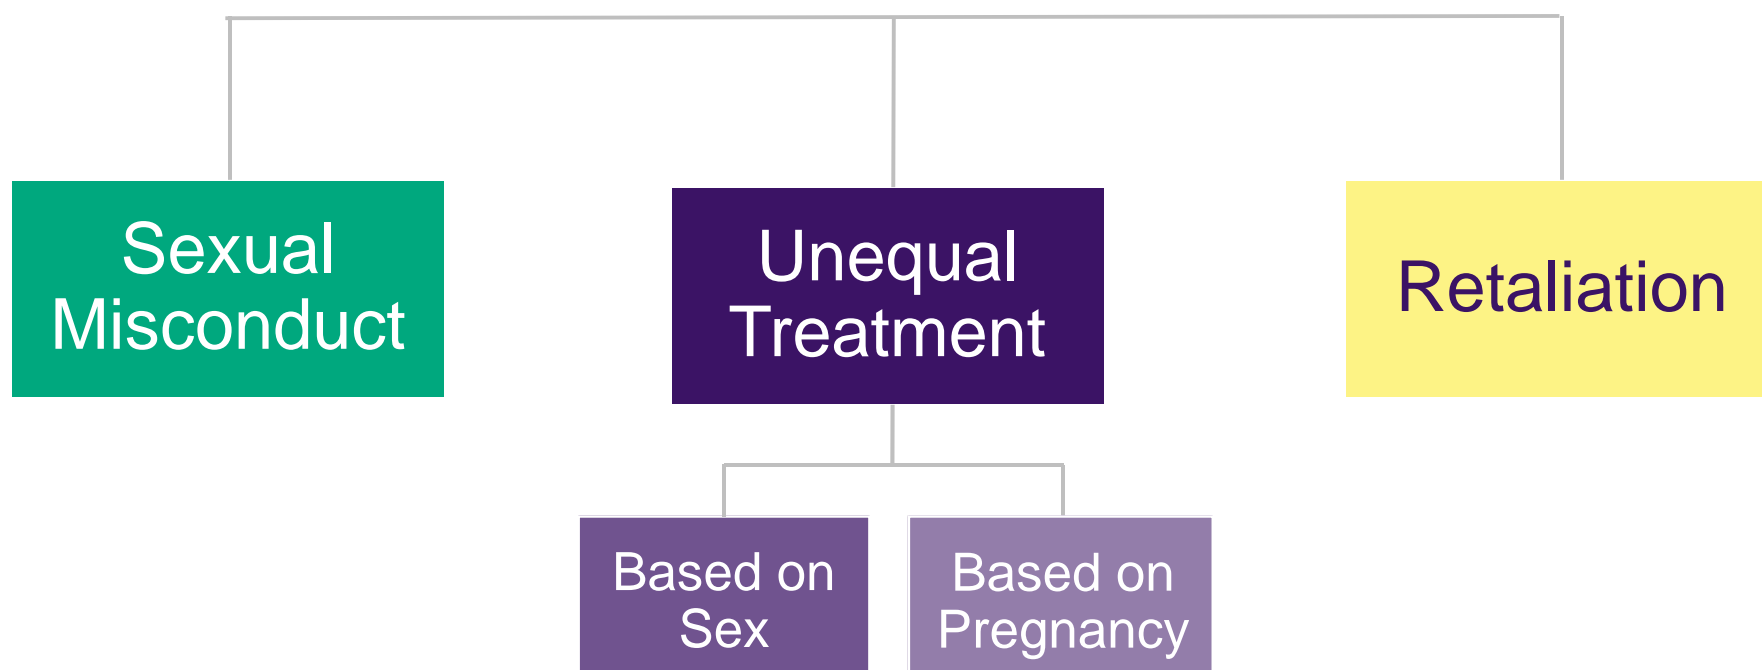 Sexual
Misconduct
Unequal
Treatment
Retaliation
Based on
Sex
Based on
Pregnancy